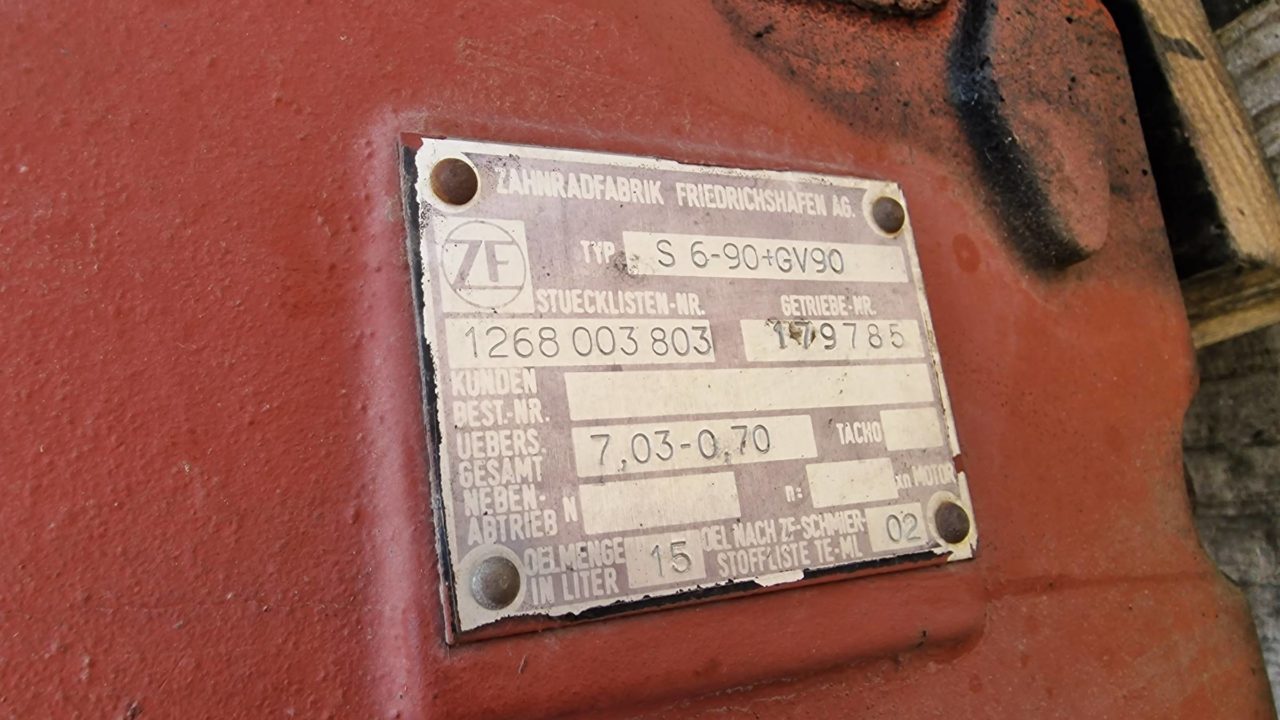 ZAHNRADFABRIK FRIEDRICHSHAFEN AG.
ZF
TYP S 6-90+GV90
STUECKLISTEN-NR. GETRIEBE-NR.
1268 003 803 179785
KUNDEN
BEST.-NR.
UEBERS.
GESAMT 7,03-0,70 TACHO
NEBEN-
ABTRIEB N n: xn MOTOR
OELMENGE
IN LITER 15 OEL NACH ZF-SCHMIER-
STOFFLISTE TE-ML 02